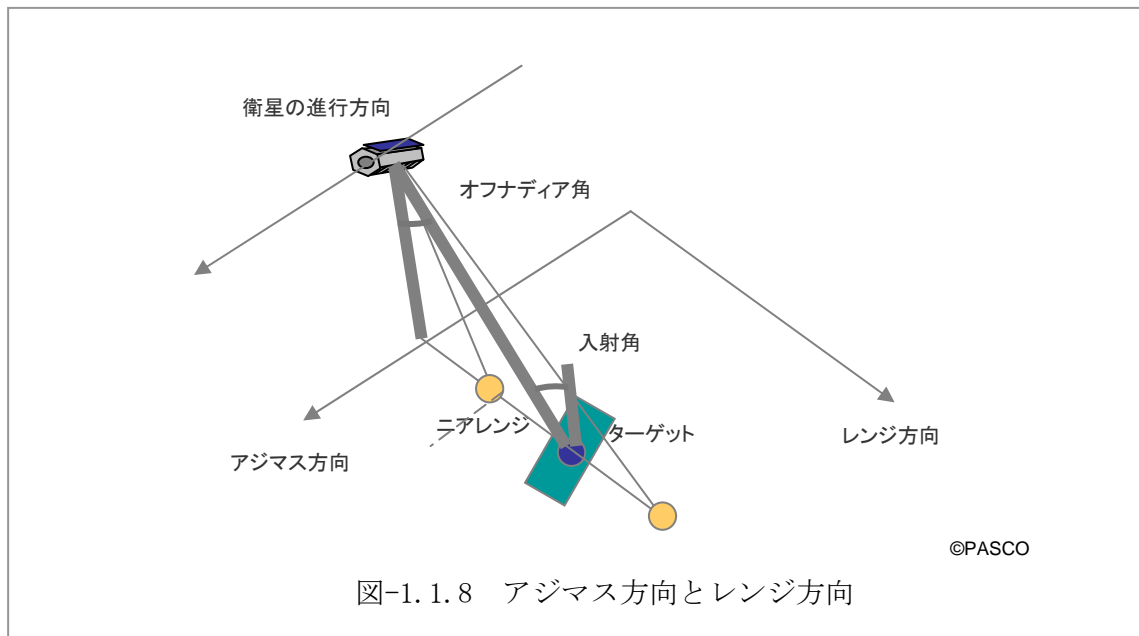 衛星の進行方向
オフナディア角
入射角
ニアレンジ
ターゲット
レンジ方向
アジマス方向
©PASCO
図-1.1.8 アジマス方向とレンジ方向